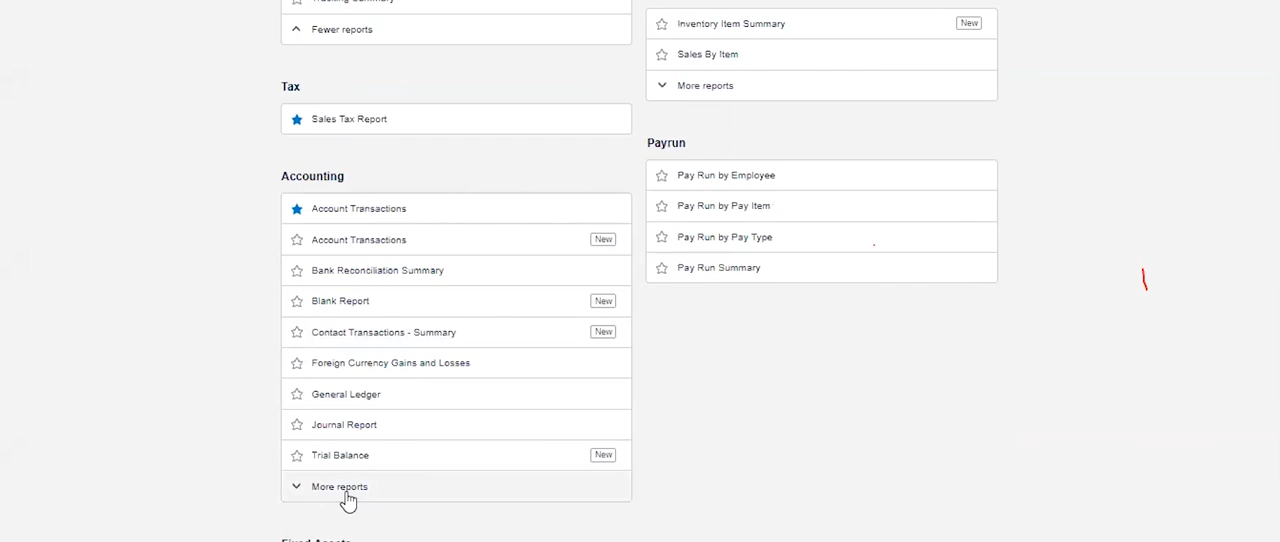 Fewer reports
Tax
Sales Tax Report
Accounting
Account Transactions
Account Transactions New
Bank Reconciliation Summary
Blank Report New
Contact Transactions - Summary New
Foreign Currency Gains and Losses
General Ledger
Journal Report
Trial Balance New
More reports
Inventory Item Summary New
Sales By Item
More reports
Payrun
Pay Run by Employee
Pay Run by Pay Item
Pay Run by Pay Type
Pay Run Summary